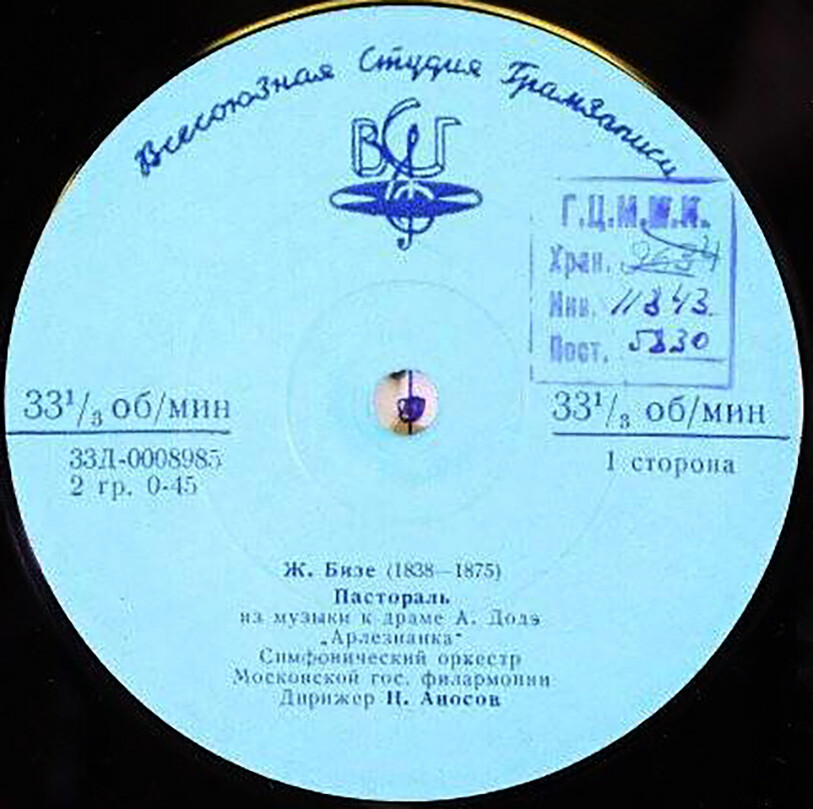 Всесоюзная Студия Грамзаписи
ВСГ
Г.Ц.М.М.К.
Хран.
Инв. 11843
Пост. 5830
33¹/₃ об/мин
33Д-0008985
2 гр. 0-45
33¹/₃ об/мин
1 сторона
Ж. Бизе (1838—1875)
Пастораль
из музыки к драме А. Додэ
„Арлезианка"
Симфонический оркестр
Московской гос. филармонии
Дирижер Н. Аносов